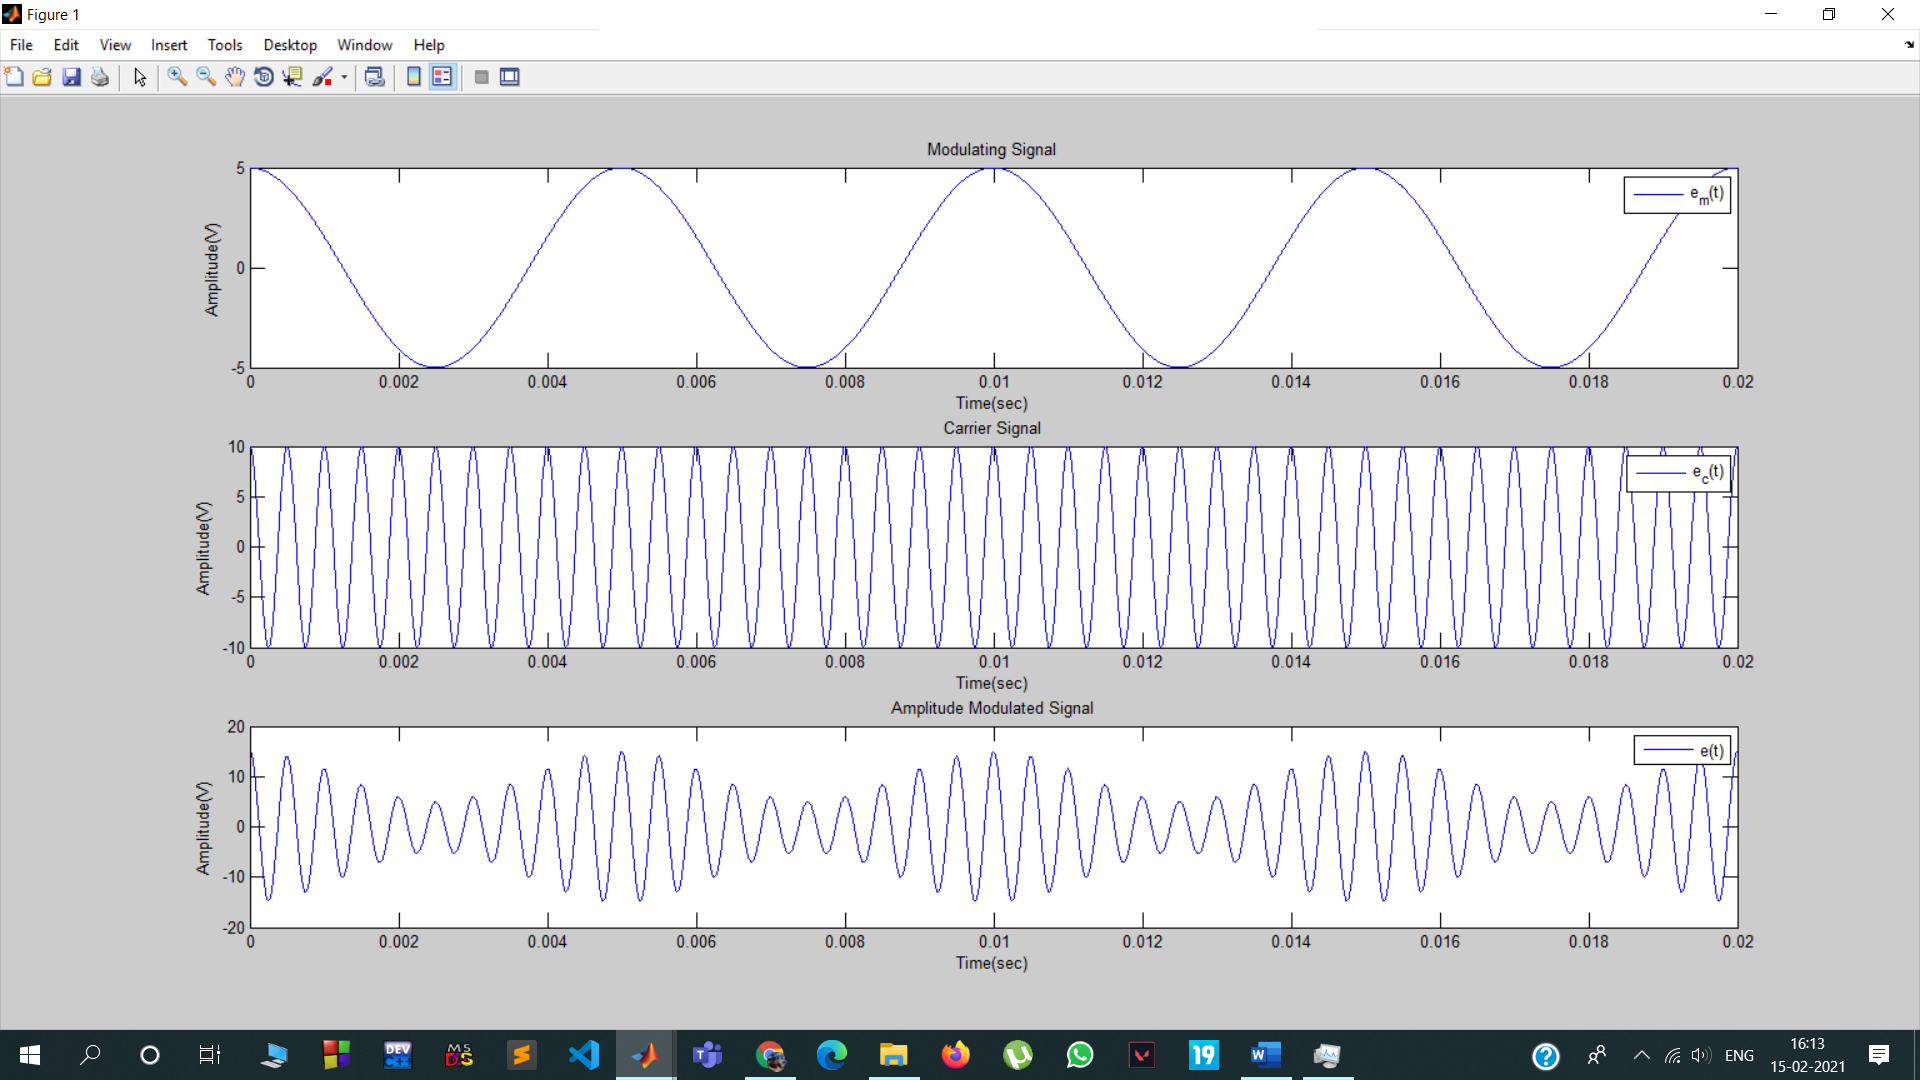 Figure 1
File Edit View Insert Tools Desktop Window Help
Modulating Signal
5
0
-5
Amplitude(V)
e_m(t)
0 0.002 0.004 0.006 0.008 0.01 0.012 0.014 0.016 0.018 0.02
Time(sec)
Carrier Signal
10
5
0
-5
-10
Amplitude(V)
e_c(t)
0 0.002 0.004 0.006 0.008 0.01 0.012 0.014 0.016 0.018 0.02
Time(sec)
Amplitude Modulated Signal
20
10
0
-10
-20
Amplitude(V)
e(t)
0 0.002 0.004 0.006 0.008 0.01 0.012 0.014 0.016 0.018 0.02
Time(sec)
DEV C++
MS DOS
19
W
ENG
16:13
15-02-2021